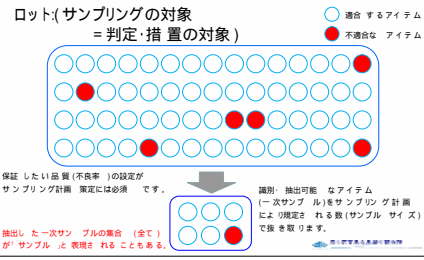 ロット:(サンプリングの対象
=判定･措 置の対象)
適合 するアイテム
不適合な アイテム
保証 したい品 質(不良率 )の設定が
サンプリング計画 策定には必須 です。
識別･ 抽出可能 なアイテム
(一 次サンプ ル)をサンプリング計画
により規定さ れる数(サンプル サイズ)
で抜 き取 ります。
抽出し た一次サン プルの集合 (全て)
が｢サンプル ｣と表現さ れる こともある。